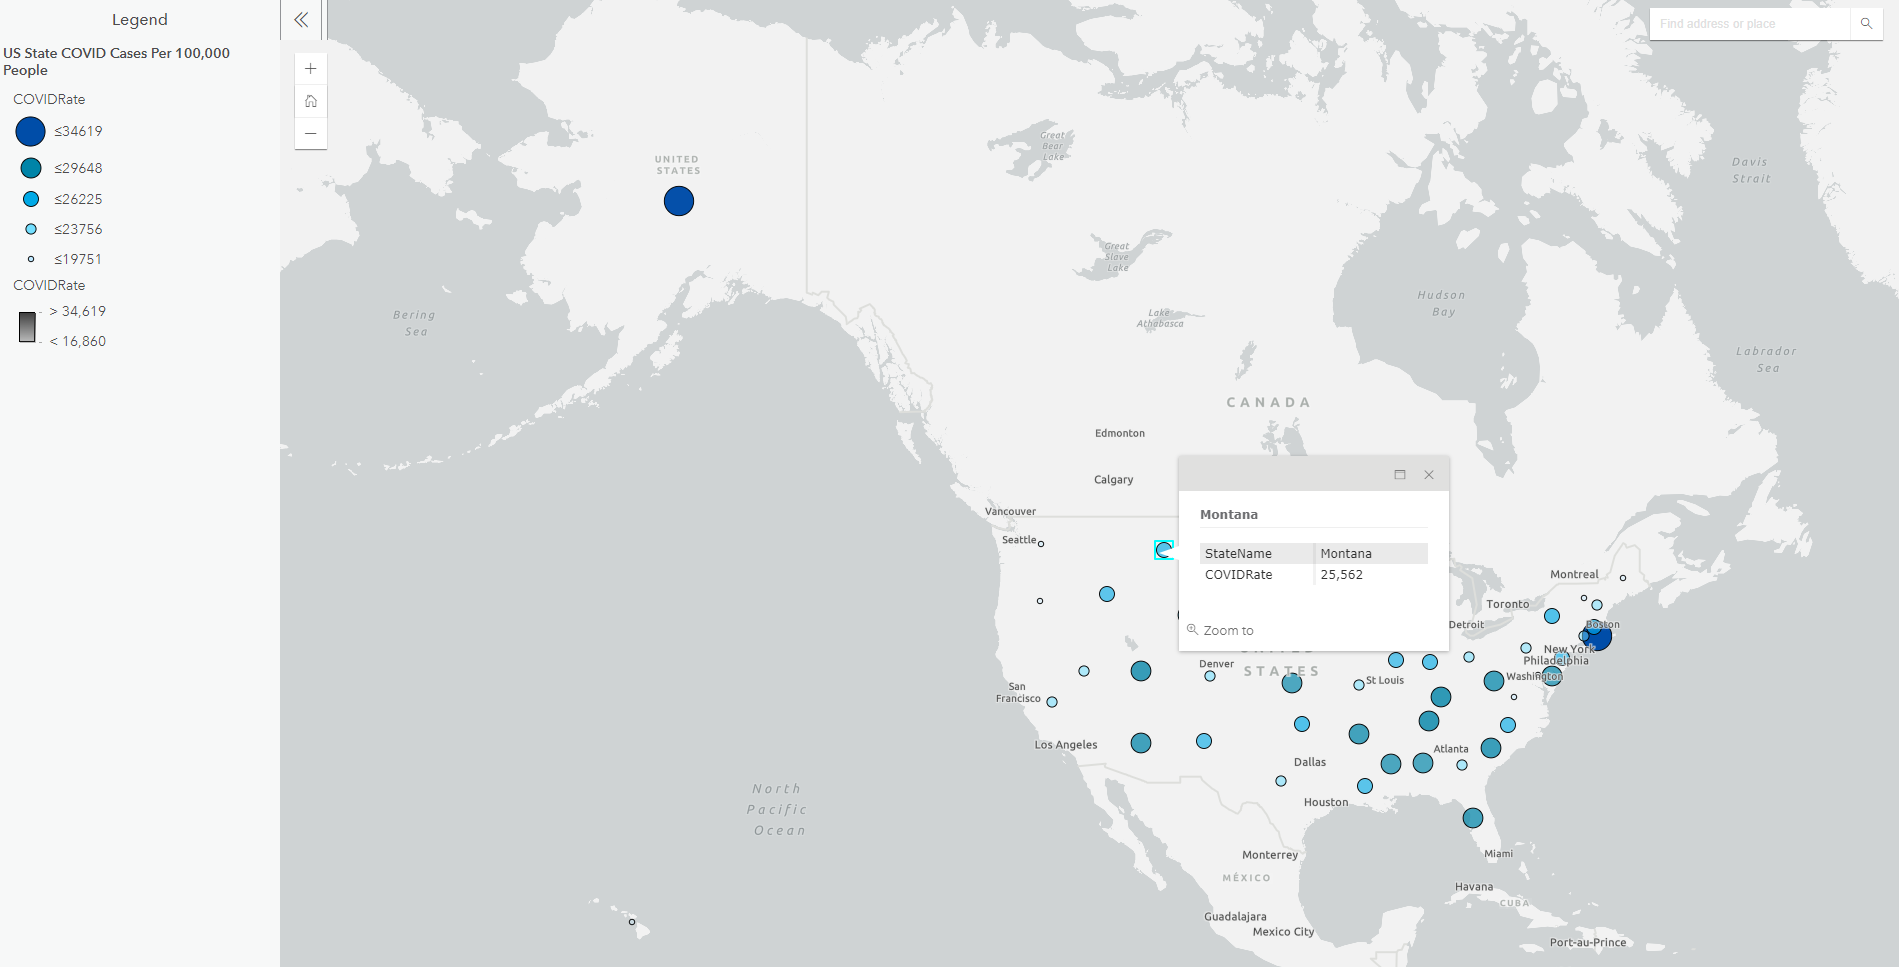 Legend
US State COVID Cases Per 100,000
People
COVIDRate
≤34619
≤29648
≤26225
≤23756
≤19751
COVIDRate
> 34,619
< 16,860
Find address or place
UNITED
STATES
Great
Bear
Lake
Great
Slave
Lake
Lake
Athabasca
Davis
Strait
Hudson
Bay
Labrador
Sea
Bering
Sea
CANADA
Edmonton
Calgary
Vancouver
Seattle
Montana
StateName Montana
COVIDRate 25,562
Zoom to
Montreal
Toronto
Detroit
Boston
New York
Philadelphia
Washington
Denver
STATES
St Louis
San
Francisco
Los Angeles
Atlanta
Dallas
Houston
North
Pacific
Ocean
Miami
Monterrey
MÉXICO
Havana
CUBA
Guadalajara
Mexico City
Port-au-Prince